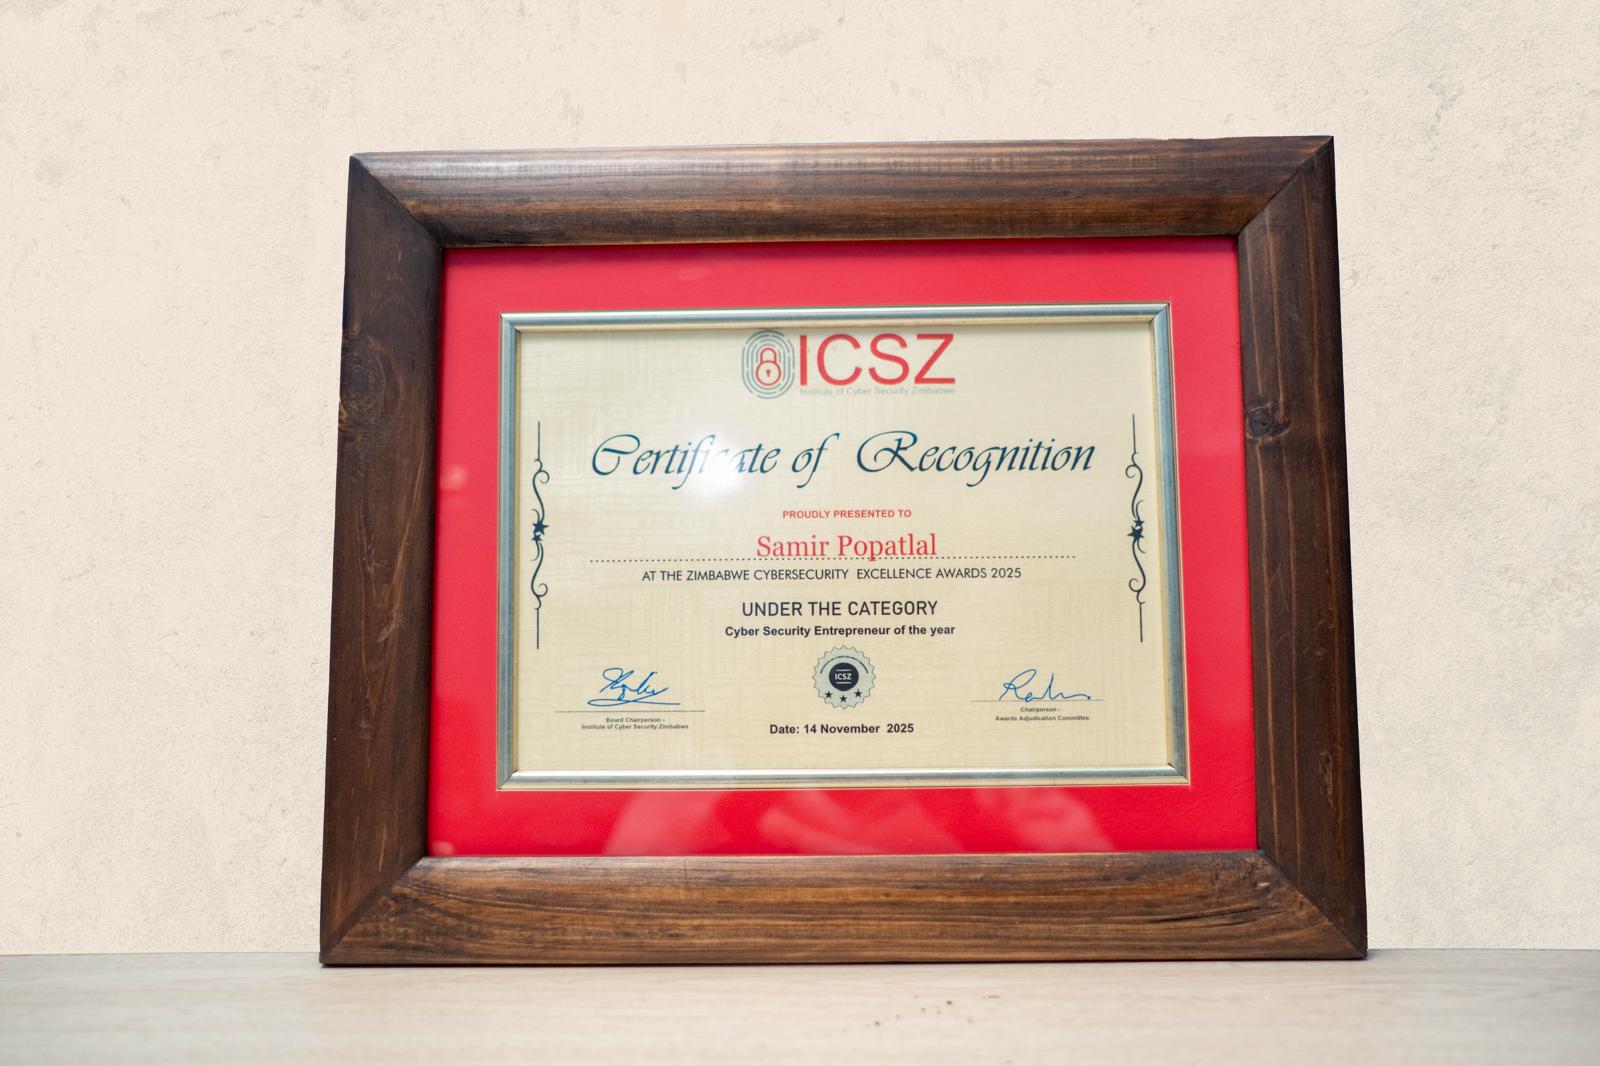 ICSZ
Institute of Cyber Security Zimbabwe
Certificate of Recognition
PROUDLY PRESENTED TO
Samir Popatlal
AT THE ZIMBABWE CYBERSECURITY EXCELLENCE AWARDS 2025
UNDER THE CATEGORY
Cyber Security Entrepreneur of the year
ICSZ
Board Chairperson -
Institute of Cyber Security Zimbabwe
Chairperson -
Awards Adjudication Committee
Date: 14 November 2025